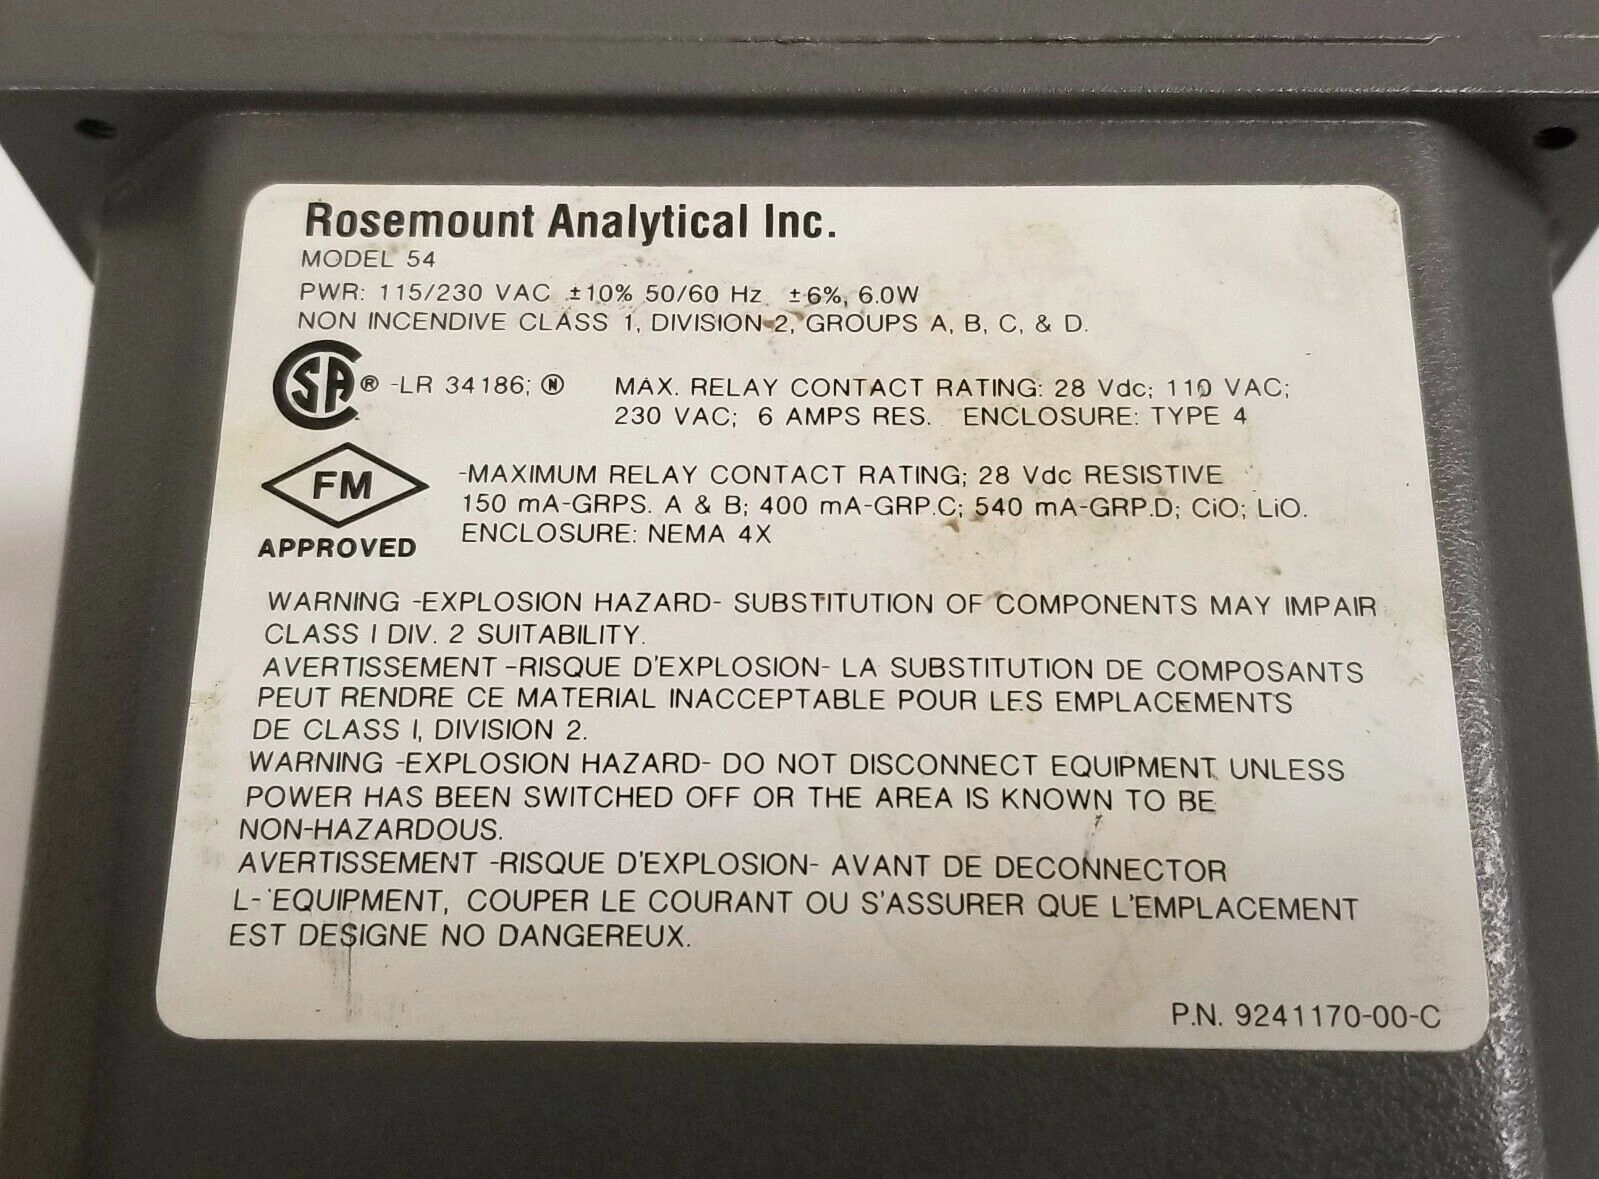 Rosemount Analytical Inc.
MODEL 54
PWR: 115/230 VAC ±10% 50/60 Hz ±6%, 6.0W
NON INCENDIVE CLASS 1, DIVISION 2, GROUPS A, B, C, & D.
SA® -LR 34186; Ⓝ MAX. RELAY CONTACT RATING: 28 Vdc; 110 VAC;
230 VAC; 6 AMPS RES. ENCLOSURE: TYPE 4
FM -MAXIMUM RELAY CONTACT RATING; 28 Vdc RESISTIVE
150 mA-GRPS. A & B; 400 mA-GRP.C; 540 mA-GRP.D; CiO; LiO.
APPROVED ENCLOSURE: NEMA 4X
WARNING -EXPLOSION HAZARD- SUBSTITUTION OF COMPONENTS MAY IMPAIR
CLASS I DIV. 2 SUITABILITY.
AVERTISSEMENT -RISQUE D'EXPLOSION- LA SUBSTITUTION DE COMPOSANTS
PEUT RENDRE CE MATERIAL INACCEPTABLE POUR LES EMPLACEMENTS
DE CLASS I, DIVISION 2.
WARNING -EXPLOSION HAZARD- DO NOT DISCONNECT EQUIPMENT UNLESS
POWER HAS BEEN SWITCHED OFF OR THE AREA IS KNOWN TO BE
NON-HAZARDOUS.
AVERTISSEMENT -RISQUE D'EXPLOSION- AVANT DE DECONNECTOR
L-'EQUIPMENT, COUPER LE COURANT OU S'ASSURER QUE L'EMPLACEMENT
EST DESIGNE NO DANGEREUX.
P.N. 9241170-00-C